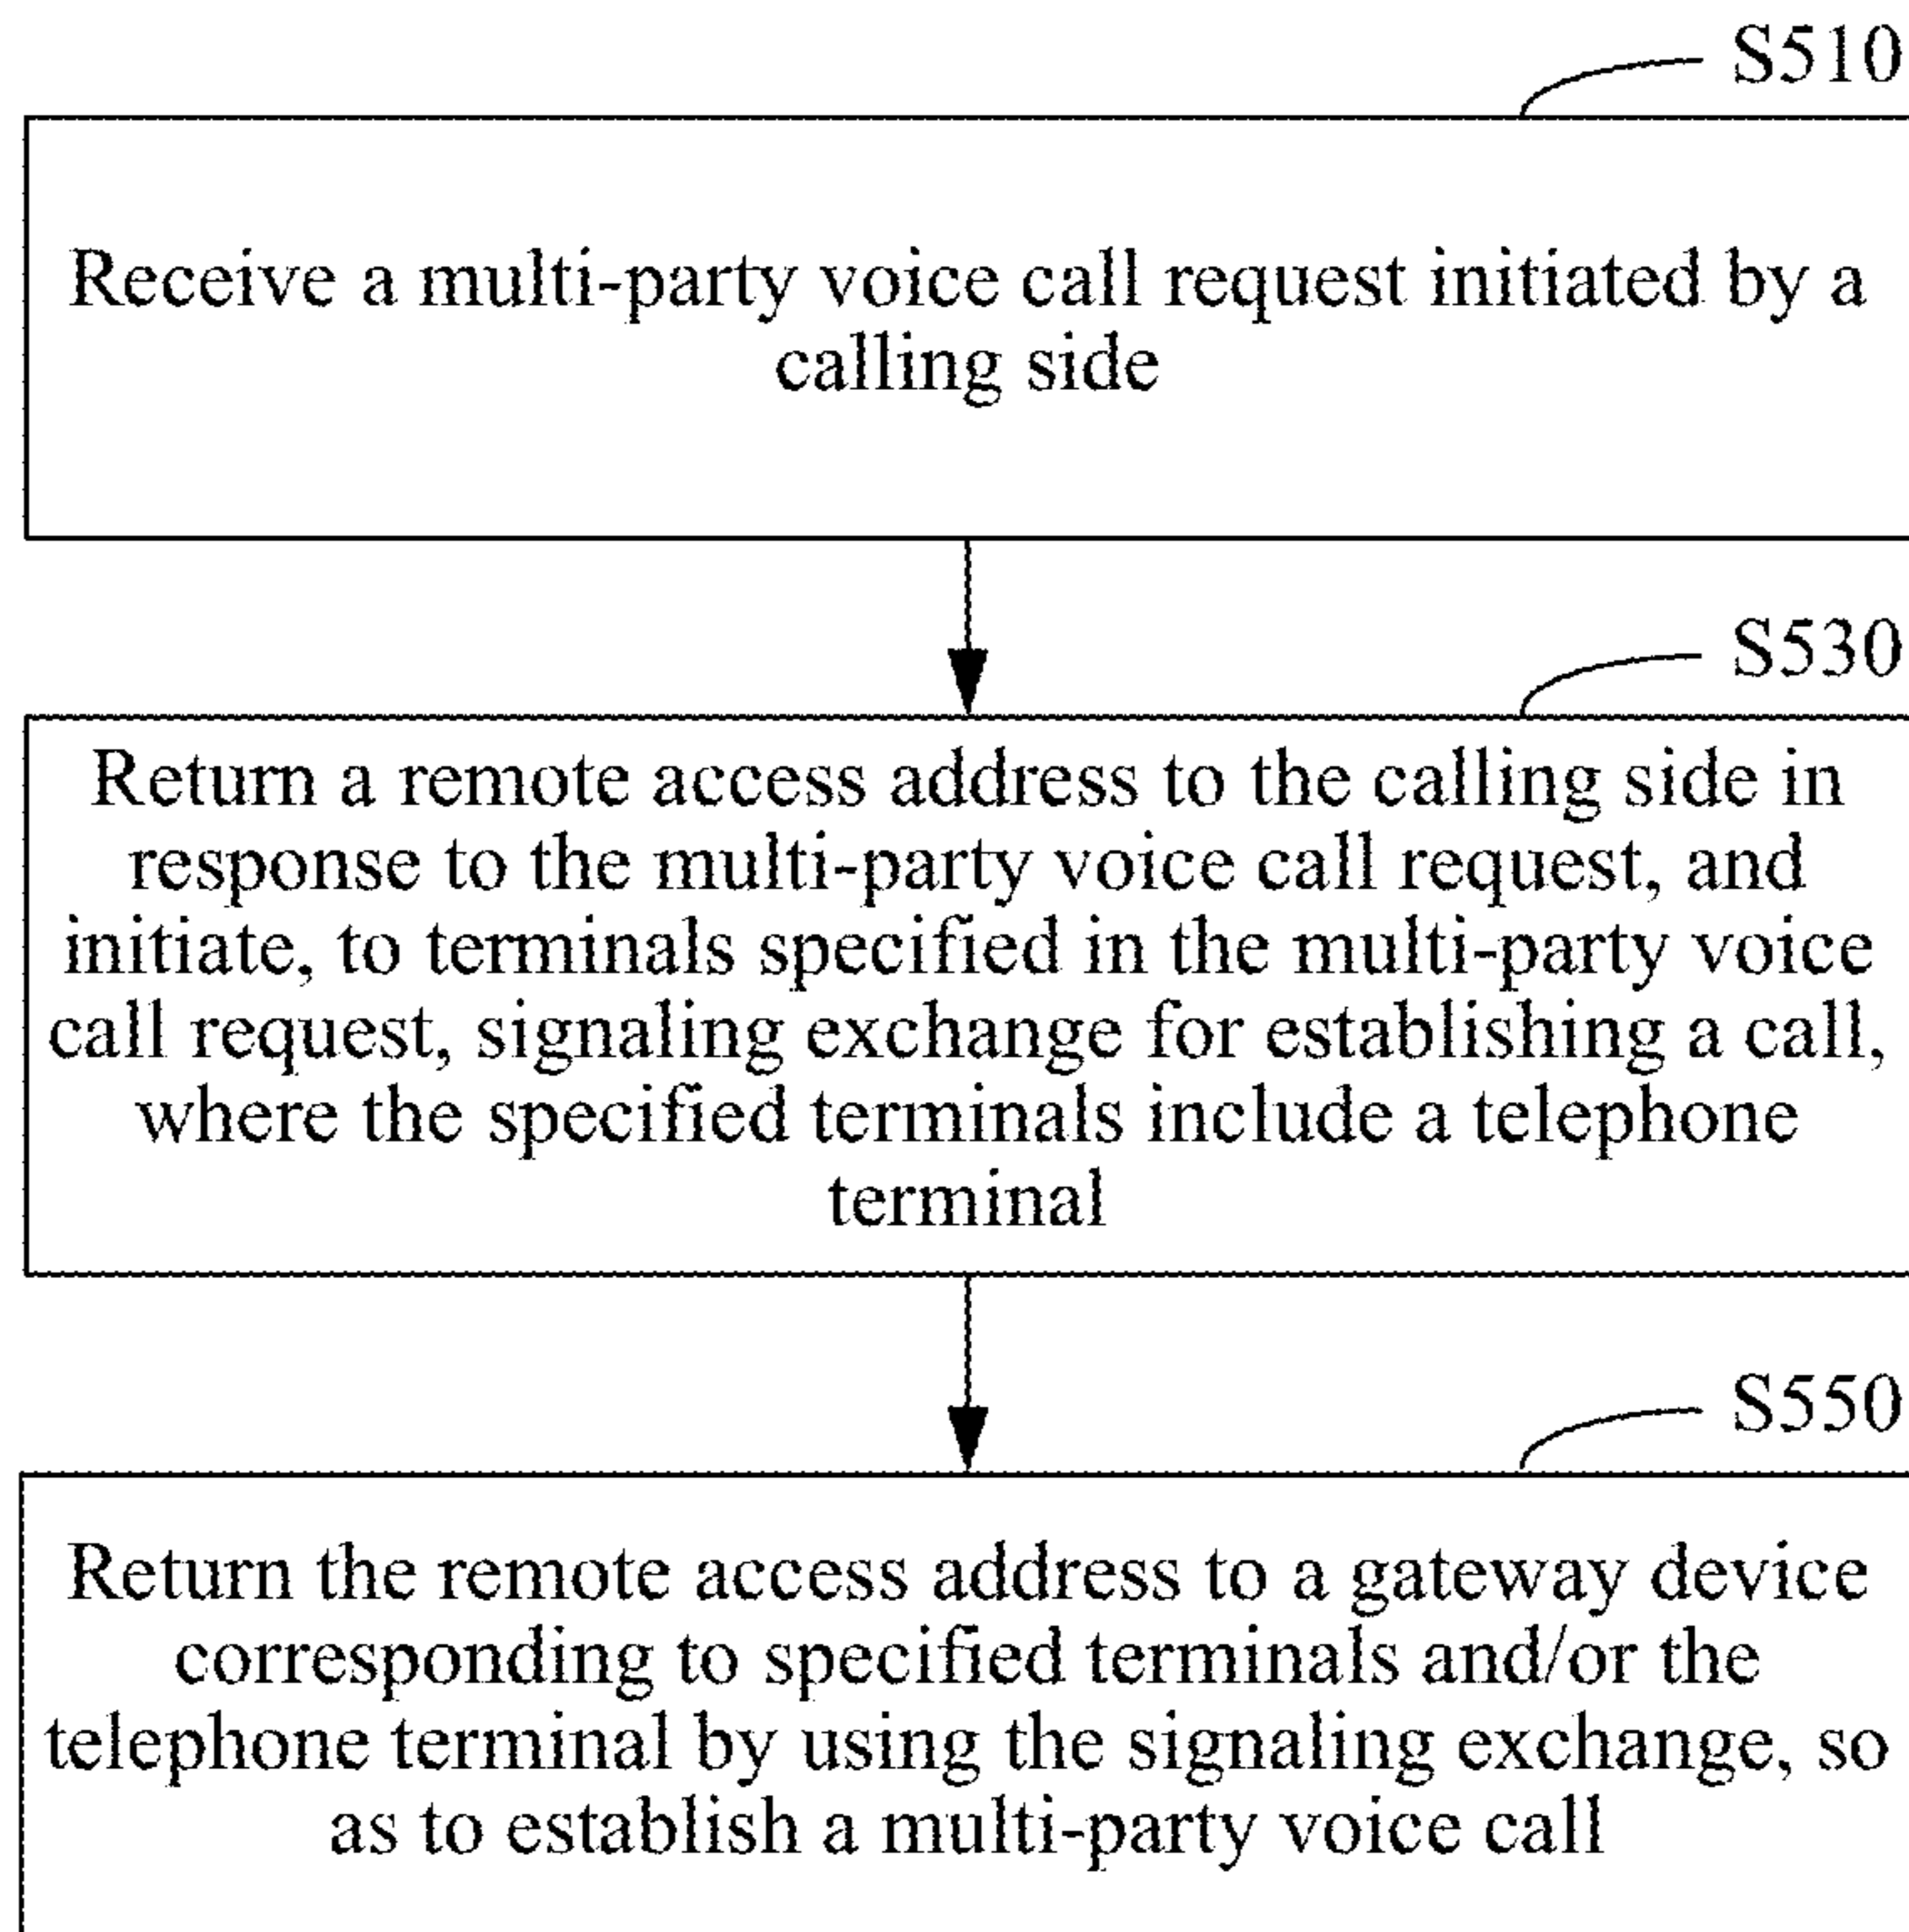 S510
Receive a multi-party voice call request initiated by a
calling side
S530
Return a remote access address to the calling side in
response to the multi-party voice call request, and
initiate, to terminals specified in the multi-party voice
call request, signaling exchange for establishing a call,
where the specified terminals include a telephone
terminal
S550
Return the remote access address to a gateway device
corresponding to specified terminals and/or the
telephone terminal by using the signaling exchange, so
as to establish a multi-party voice call